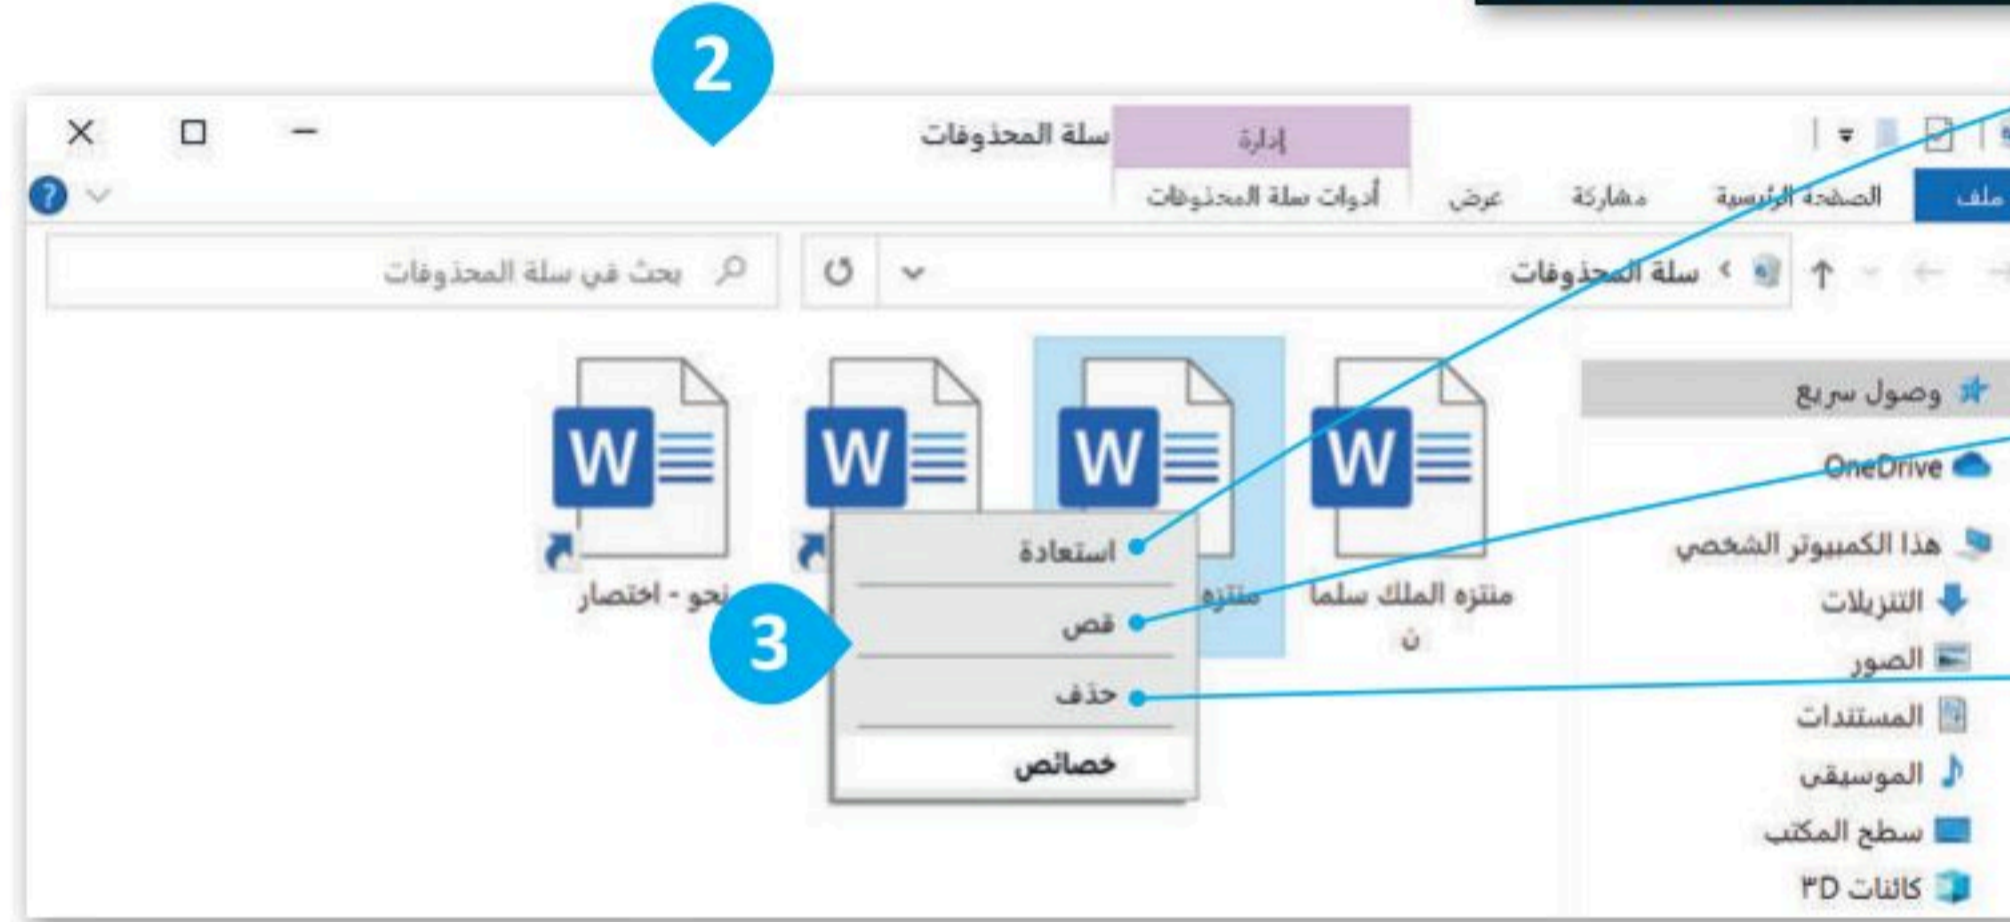 2
سلة المحذوفات
إدارة
ملف
الصفحة الرئيسية
مشاركة
عرض
أدوات سلة المحذوفات
?
سلة المحذوفات
بحث في سلة المحذوفات
وصول سريع
OneDrive
هذا الكمبيوتر الشخصي
التنزيلات
الصور
المستندات
الموسيقى
سطح المكتب
كائنات ٣D
W
W
W
W
منتزه الملك سلما
ن
منتزه
نحو - اختصار
3
استعادة
قص
حذف
خصائص